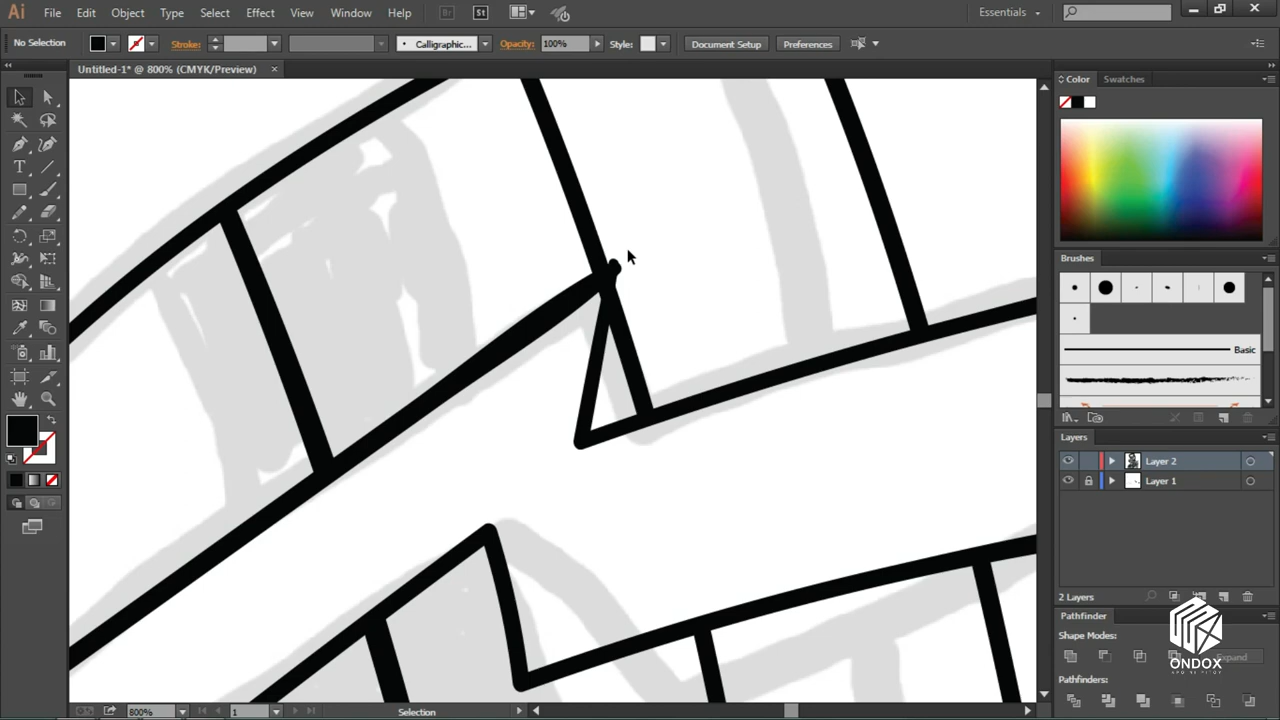 Ai File Edit Object Type Select Effect View Window Help Br St Essentials
No Selection Stroke: Calligraphic... Opacity: 100% Style: Document Setup Preferences
Untitled-1* @ 800% (CMYK/Preview)
Color Swatches
Brushes
Basic
Layers
Layer 2
Layer 1
2 Layers
Pathfinder
Shape Modes:
Expand
ONDOX
Pathfinders:
800% 1 Selection